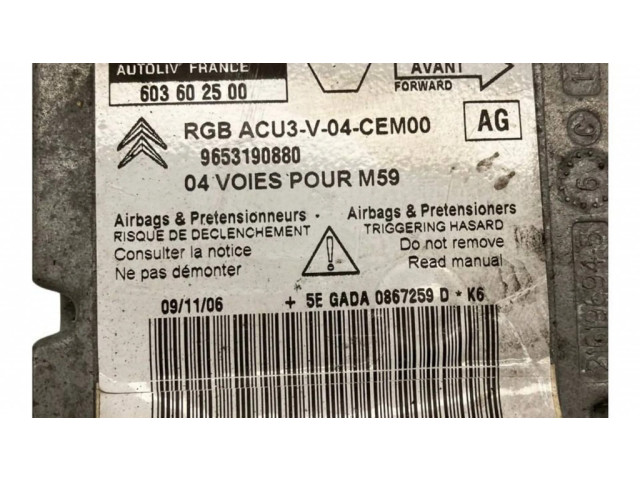 AUTOLIV FRANCE
603 60 25 00
AVANT
FORWARD
RGB ACU3-V-04-CEM00
AG
9653190880
04 VOIES POUR M59
Airbags & Pretensionneurs
RISQUE DE DECLENCHEMENT
Consulter la notice
Ne pas démonter
Airbags & Pretensioners
TRIGGERING HASARD
Do not remove
Read manual
09/11/06
+ 5E GADA 0867259 D * K6